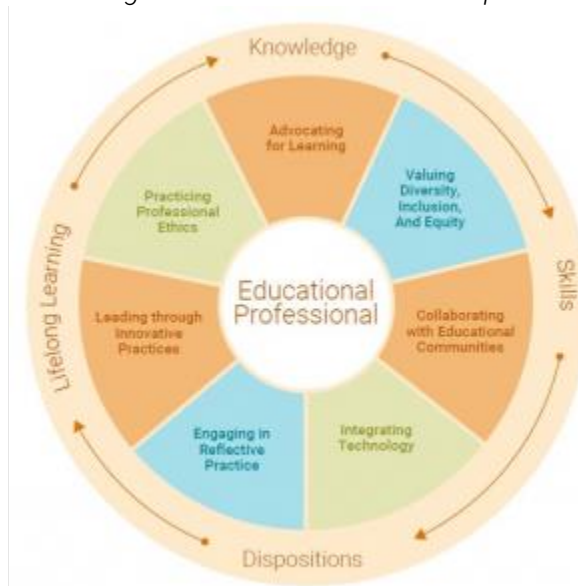 Knowledge
Advocating
for Learning
Valuing
Diversity,
Inclusion,
And Equity
Practicing
Professional
Ethics
Educational
Professional
Skills
Lifelong Learning
Leading through
Innovative
Practices
Collaborating
with Educational
Communities
Integrating
Technology
Engaging in
Reflective
Practice
Dispositions